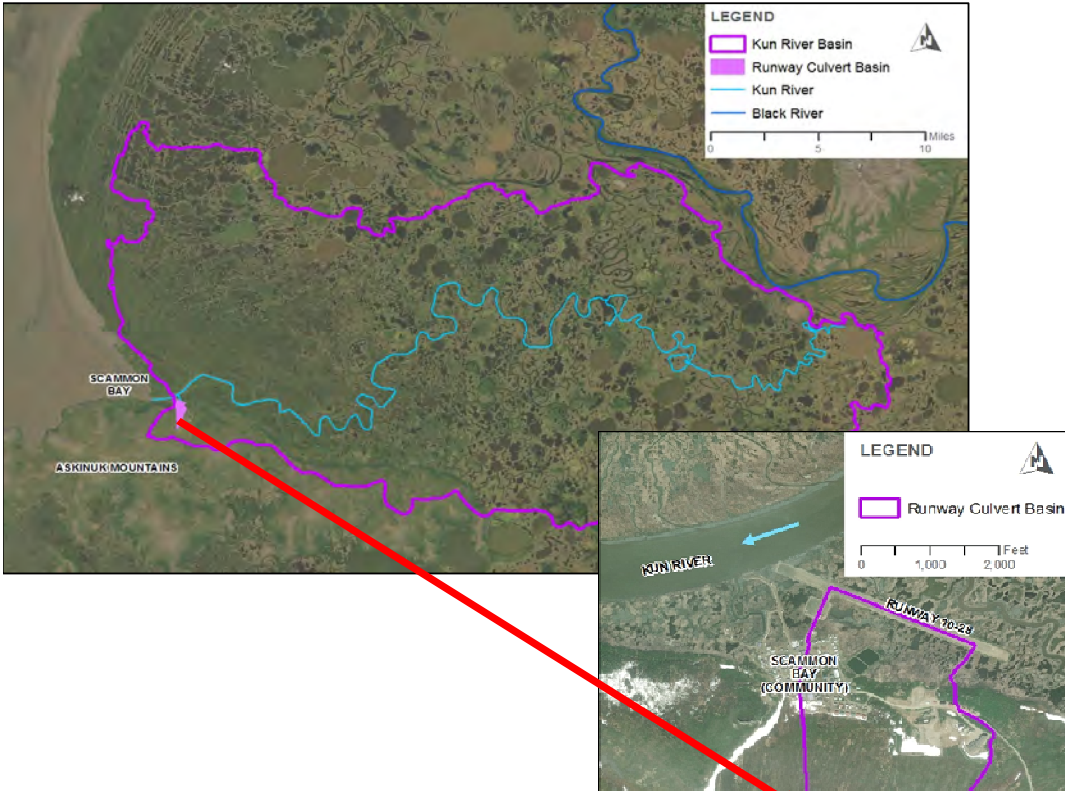 LEGEND
N
Kun River Basin
Runway Culvert Basin
Kun River
Black River
Miles
0 5 10
SCAMMON
BAY
ASKINUK MOUNTAINS
LEGEND
N
Runway Culvert Basin
Feet
0 1,000 2,000
KUN RIVER
RUNWAY 10-28
SCAMMON
BAY
(COMMUNITY)